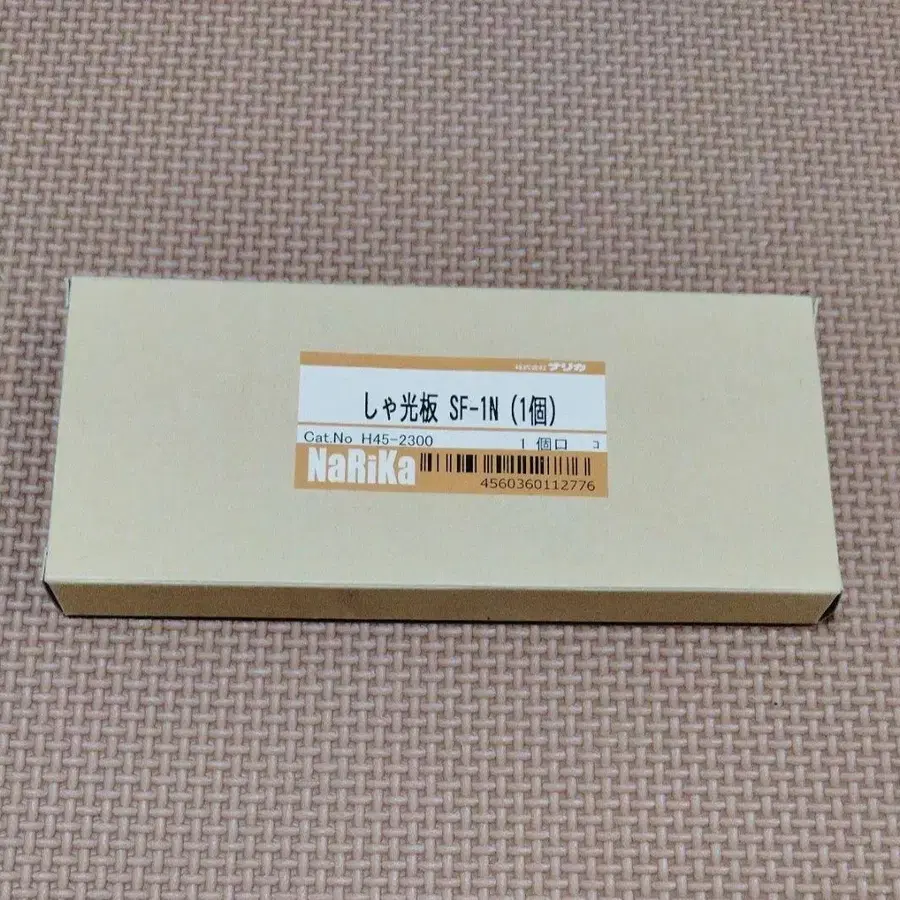 株式会社 ナリカ
しゃ光板 SF-1N (1個)
Cat.No H45-2300 1 個口 コ
NaRiKa
4560360112776